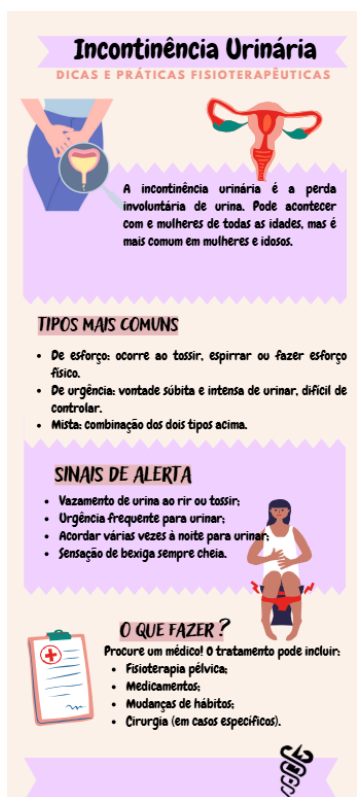 Incontinência Urinária
DICAS E PRÁTICAS FISIOTERAPÊUTICAS
A incontinência urinária é a perda
involuntária de urina. Pode acontecer
com e mulheres de todas as idades, mas é
mais comum em mulheres e idosos.
TIPOS MAIS COMUNS
• De esforço: ocorre ao tossir, espirrar ou fazer esforço
físico.
• De urgência: vontade súbita e intensa de urinar, difícil de
controlar.
• Mista: combinação dos dois tipos acima.
SINAIS DE ALERTA
• Vazamento de urina ao rir ou tossir;
• Urgência frequente para urinar;
• Acordar várias vezes à noite para urinar;
• Sensação de bexiga sempre cheia.
O QUE FAZER?
Procure um médico! O tratamento pode incluir:
• Fisioterapia pélvica;
• Medicamentos;
• Mudanças de hábitos;
• Cirurgia (em casos específicos).